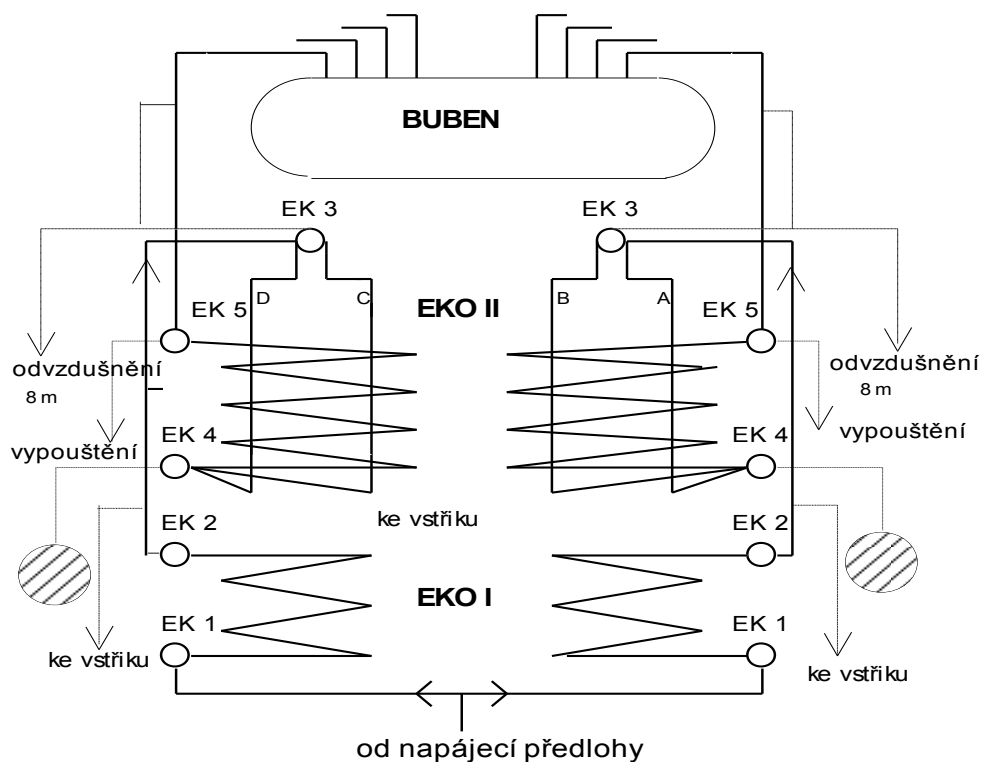 BUBEN
EK 3 EK 3
D C B A
EK 5 EKO II EK 5
odvzdušnění odvzdušnění
8 m 8 m
EK 4 EK 4
vypouštění vypouštění
ke vstřiku
EK 2 EK 2
EKO I
EK 1 EK 1
ke vstřiku ke vstřiku
od napájecí předlohy